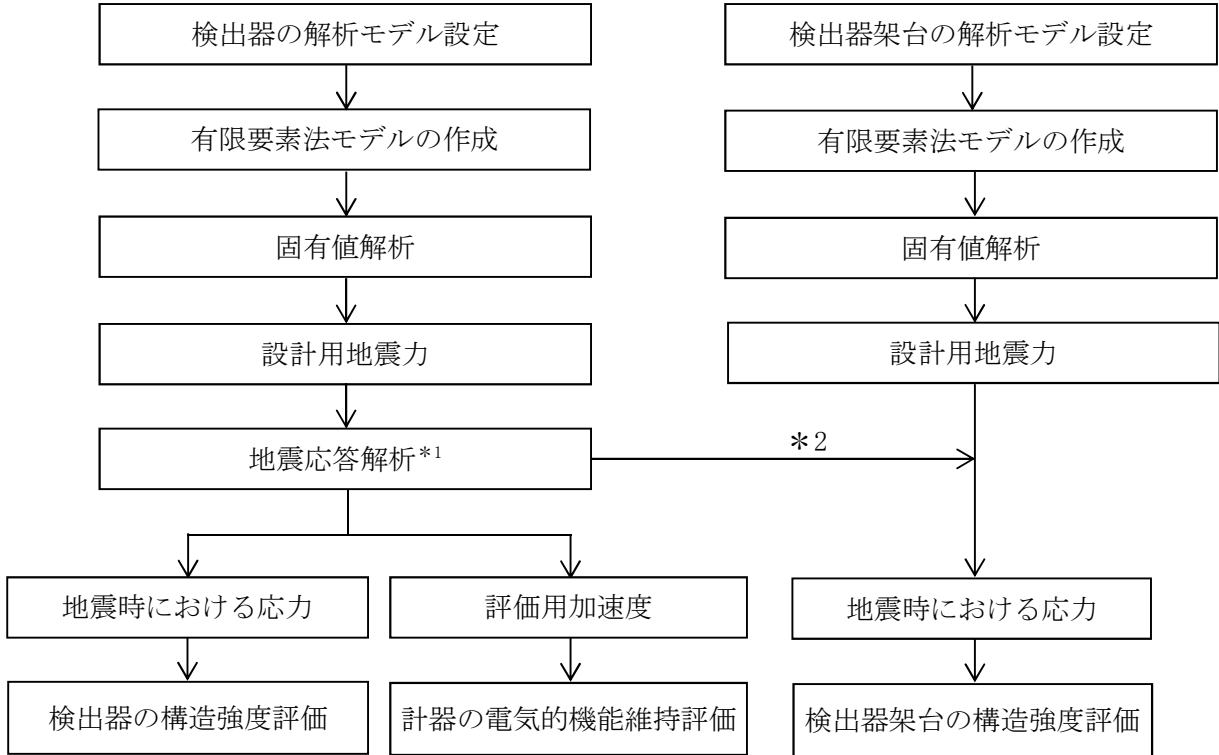 検出器の解析モデル設定
有限要素法モデルの作成
固有値解析
設計用地震力
地震応答解析*1
地震時における応力
検出器の構造強度評価
評価用加速度
計器の電気的機能維持評価
*2
検出器架台の解析モデル設定
有限要素法モデルの作成
固有値解析
設計用地震力
地震時における応力
検出器架台の構造強度評価